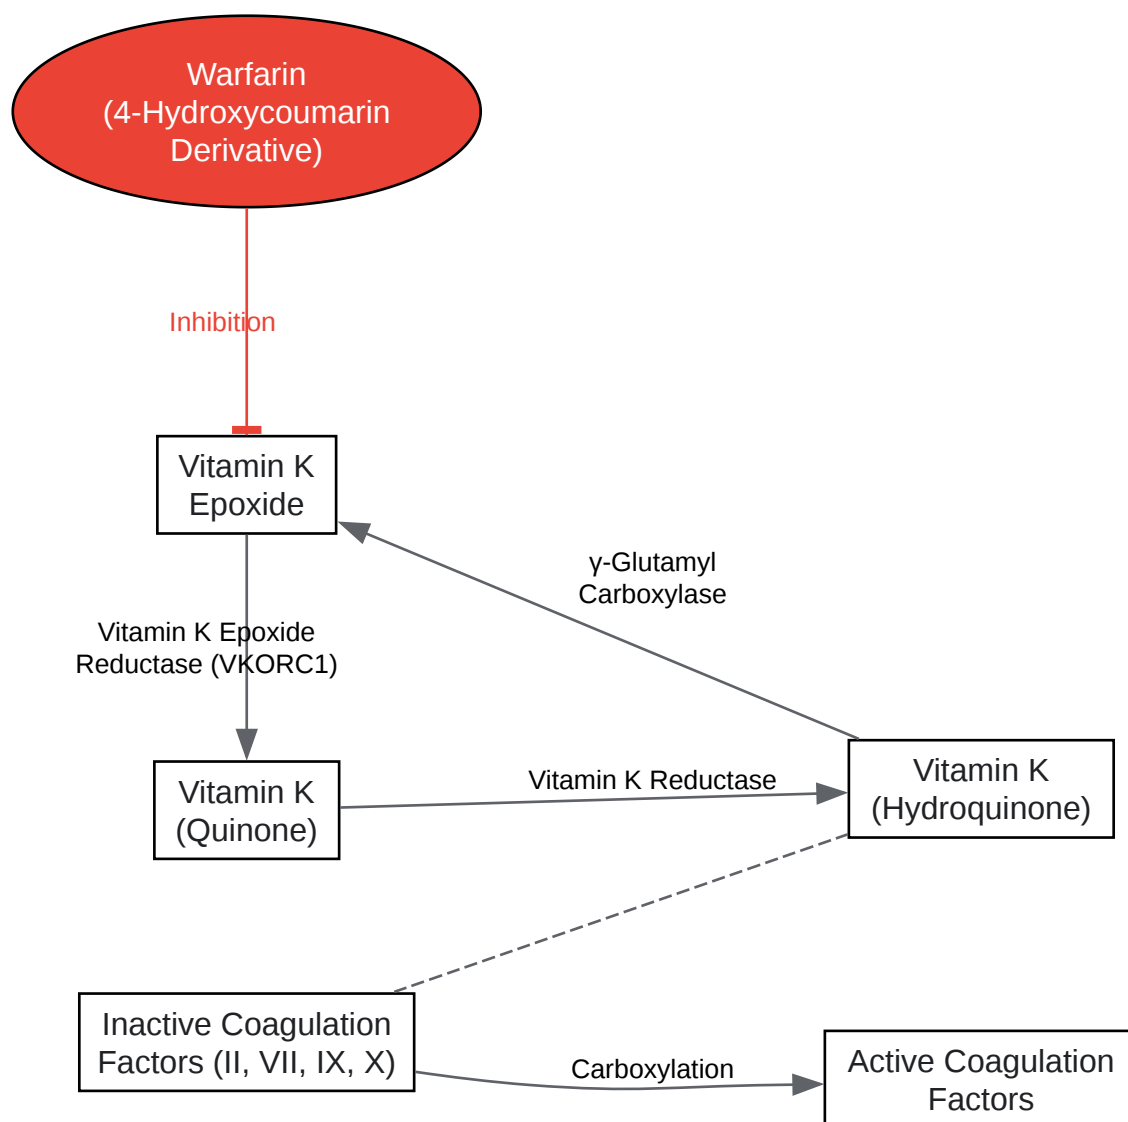 Warfarin
(4-Hydroxycoumarin
Derivative)
Inhibition
Vitamin K
Epoxide
γ-Glutamyl
Carboxylase
Vitamin K Epoxide
Reductase (VKORC1)
Vitamin K
(Quinone)
Vitamin K Reductase
Vitamin K
(Hydroquinone)
Inactive Coagulation
Factors (II, VII, IX, X)
Carboxylation
Active Coagulation
Factors